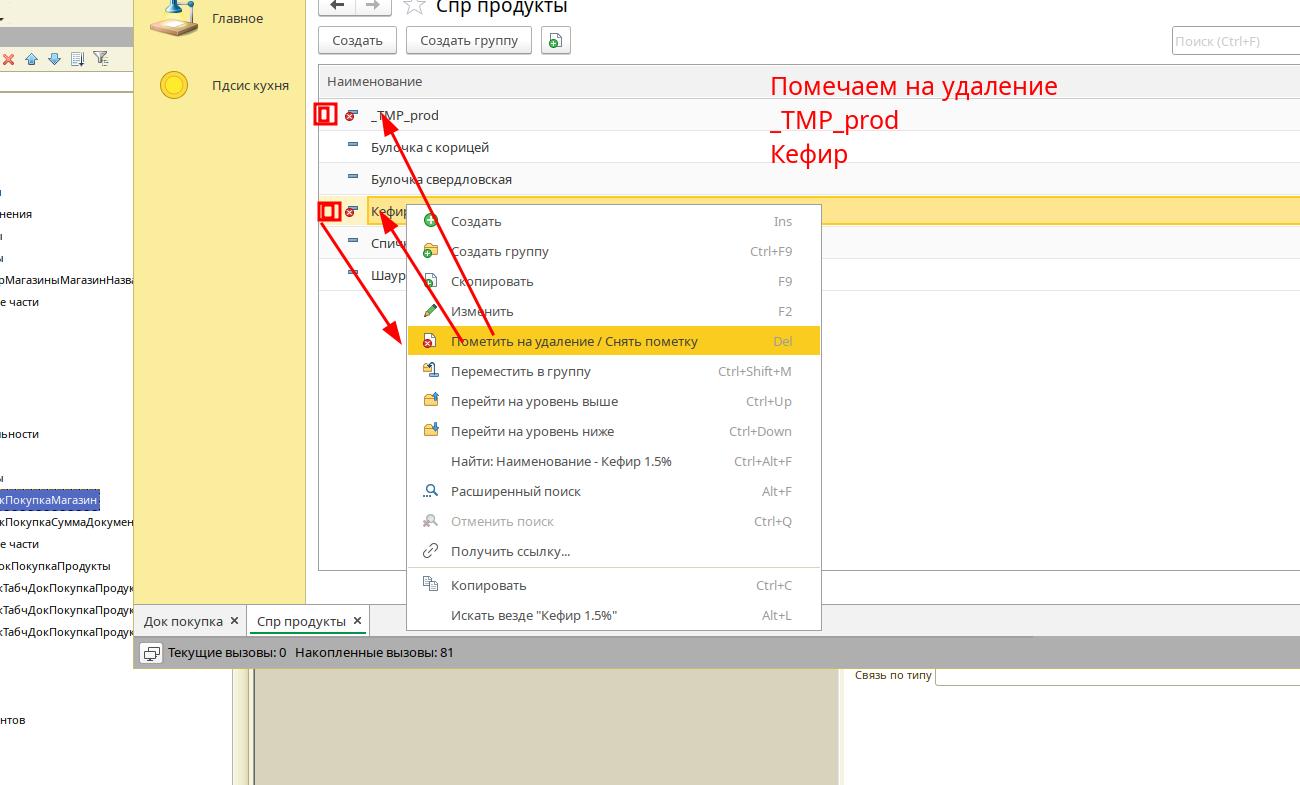 Главное
Спр продукты
Создать
Создать группу
Поиск (Ctrl+F)
Пдсис кухня
Наименование
Помечаем на удаление
_TMP_prod
Кефир
_TMP_prod
Булочка с корицей
Булочка свердловская
Кефир
Спич
Шаур
Создать Ins
Создать группу Ctrl+F9
Скопировать F9
Изменить F2
Пометить на удаление / Снять пометку Del
Переместить в группу Ctrl+Shift+M
Перейти на уровень выше Ctrl+Up
Перейти на уровень ниже Ctrl+Down
Найти: Наименование - Кефир 1.5% Ctrl+Alt+F
Расширенный поиск Alt+F
Отменить поиск Ctrl+Q
Получить ссылку...
Копировать Ctrl+C
Искать везде "Кефир 1.5%" Alt+L
нения
ы
ы
рМагазиныМагазинНазва
е части
ьности
ы
кПокупкаМагазин
кПокупкаСуммаДокумен
е части
окПокупкаПродукты
кТабчДокПокупкаПродук
кТабчДокПокупкаПродук
кТабчДокПокупкаПродук
нтов
Док покупка
Спр продукты
Текущие вызовы: 0 Накопленные вызовы: 81
Связь по типу